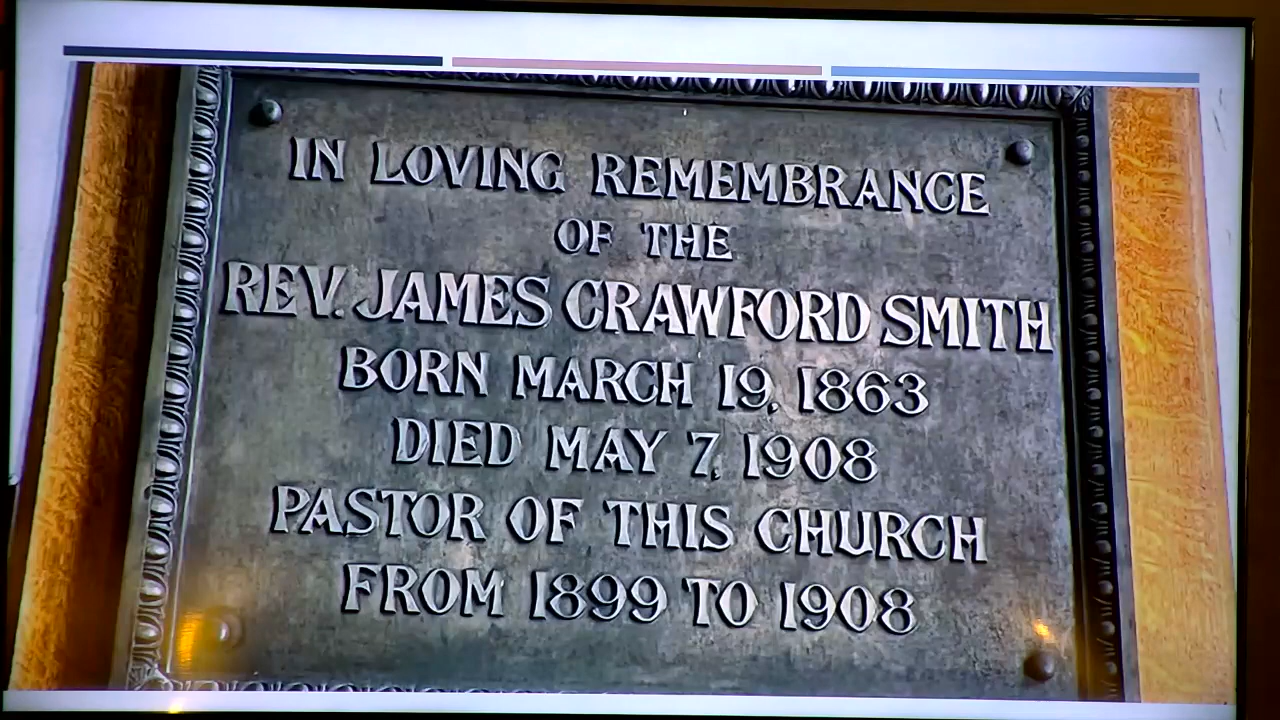 IN LOVING REMEMBRANCE
OF THE
REV. JAMES CRAWFORD SMITH
BORN MARCH 19, 1863
DIED MAY 7, 1908
PASTOR OF THIS CHURCH
FROM 1899 TO 1908